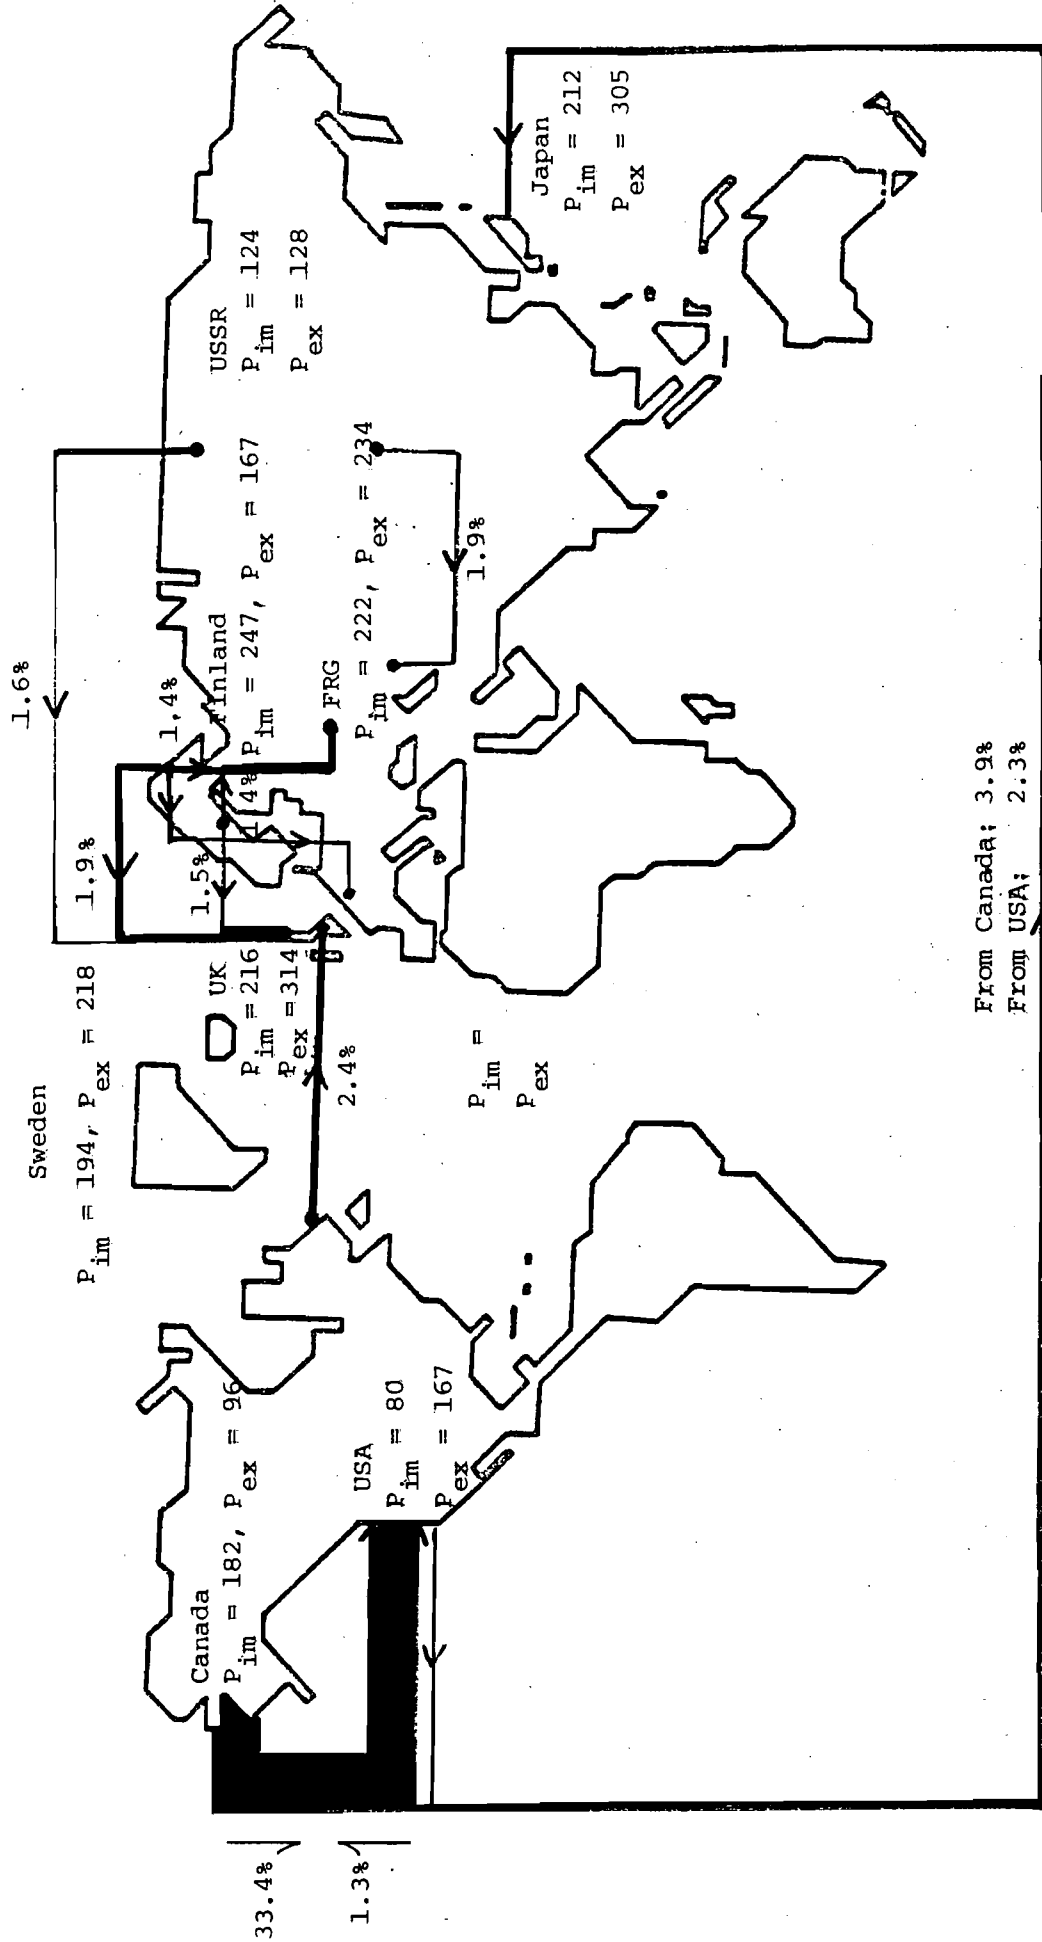 Sweden
P_im = 194, P_ex = 218
1.6%
1.9%
1.4%
1.5%
1 4%
UK
P_im = 216
P_ex = 314
2.4%
Finland
P_im = 247, P_ex = 167
FRG
P_im = 222, P_ex = 234
1.9%
USSR
P_im = 124
P_ex = 128
Japan
P_im = 212
P_ex = 305
Canada
P_im = 182, P_ex = 96
USA
P_im = 80
P_ex = 167
P_im =
P_ex
33.4%
1.3%
From Canada: 3.9%
From USA: 2.3%